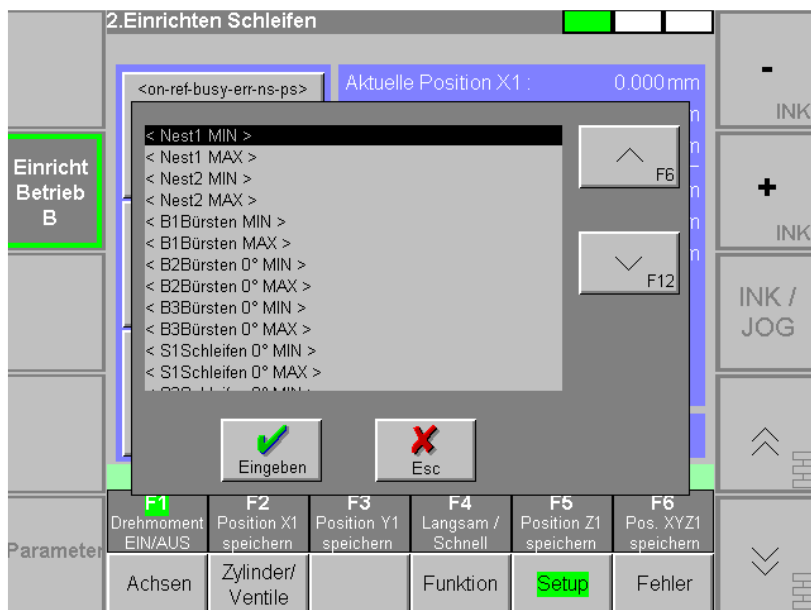 2.Einrichten Schleifen
<on-ref-busy-err-ns-ps>
Aktuelle Position X1 : 0.000 mm
< Nest1 MIN >
< Nest1 MAX >
< Nest2 MIN >
< Nest2 MAX >
< B1Bürsten MIN >
< B1Bürsten MAX >
< B2Bürsten 0° MIN >
< B2Bürsten 0° MAX >
< B3Bürsten 0° MIN >
< B3Bürsten 0° MAX >
< S1Schleifen 0° MIN >
< S1Schleifen 0° MAX >
F6
F12
Eingeben
Esc
Einricht
Betrieb
B
Parameter
-
INK
+
INK
INK /
JOG
F1
Drehmoment
EIN/AUS
F2
Position X1
speichern
F3
Position Y1
speichern
F4
Langsam /
Schnell
F5
Position Z1
speichern
F6
Pos. XYZ1
speichern
Achsen
Zylinder/
Ventile
Funktion
Setup
Fehler